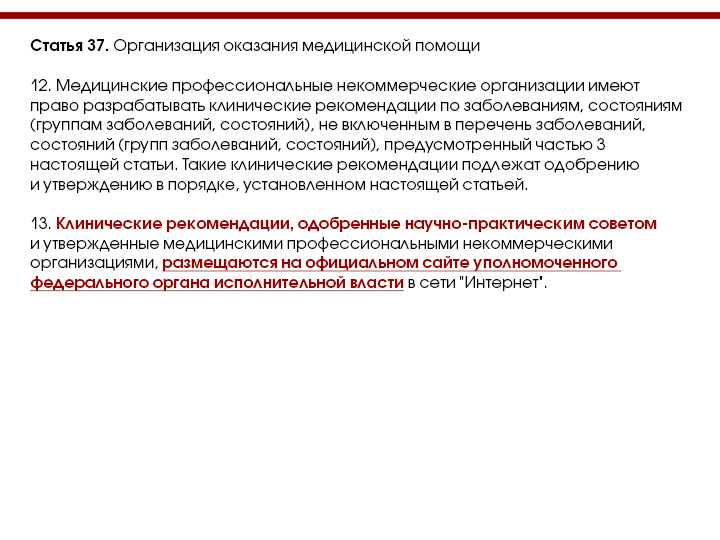 Статья 37. Организация оказания медицинской помощи
12. Медицинские профессиональные некоммерческие организации имеют
право разрабатывать клинические рекомендации по заболеваниям, состояниям
(группам заболеваний, состояний), не включенным в перечень заболеваний,
состояний (групп заболеваний, состояний), предусмотренный частью 3
настоящей статьи. Такие клинические рекомендации подлежат одобрению
и утверждению в порядке, установленном настоящей статьей.
13. Клинические рекомендации, одобренные научно-практическим советом
и утвержденные медицинскими профессиональными некоммерческими
организациями, размещаются на официальном сайте уполномоченного
федерального органа исполнительной власти в сети "Интернет".